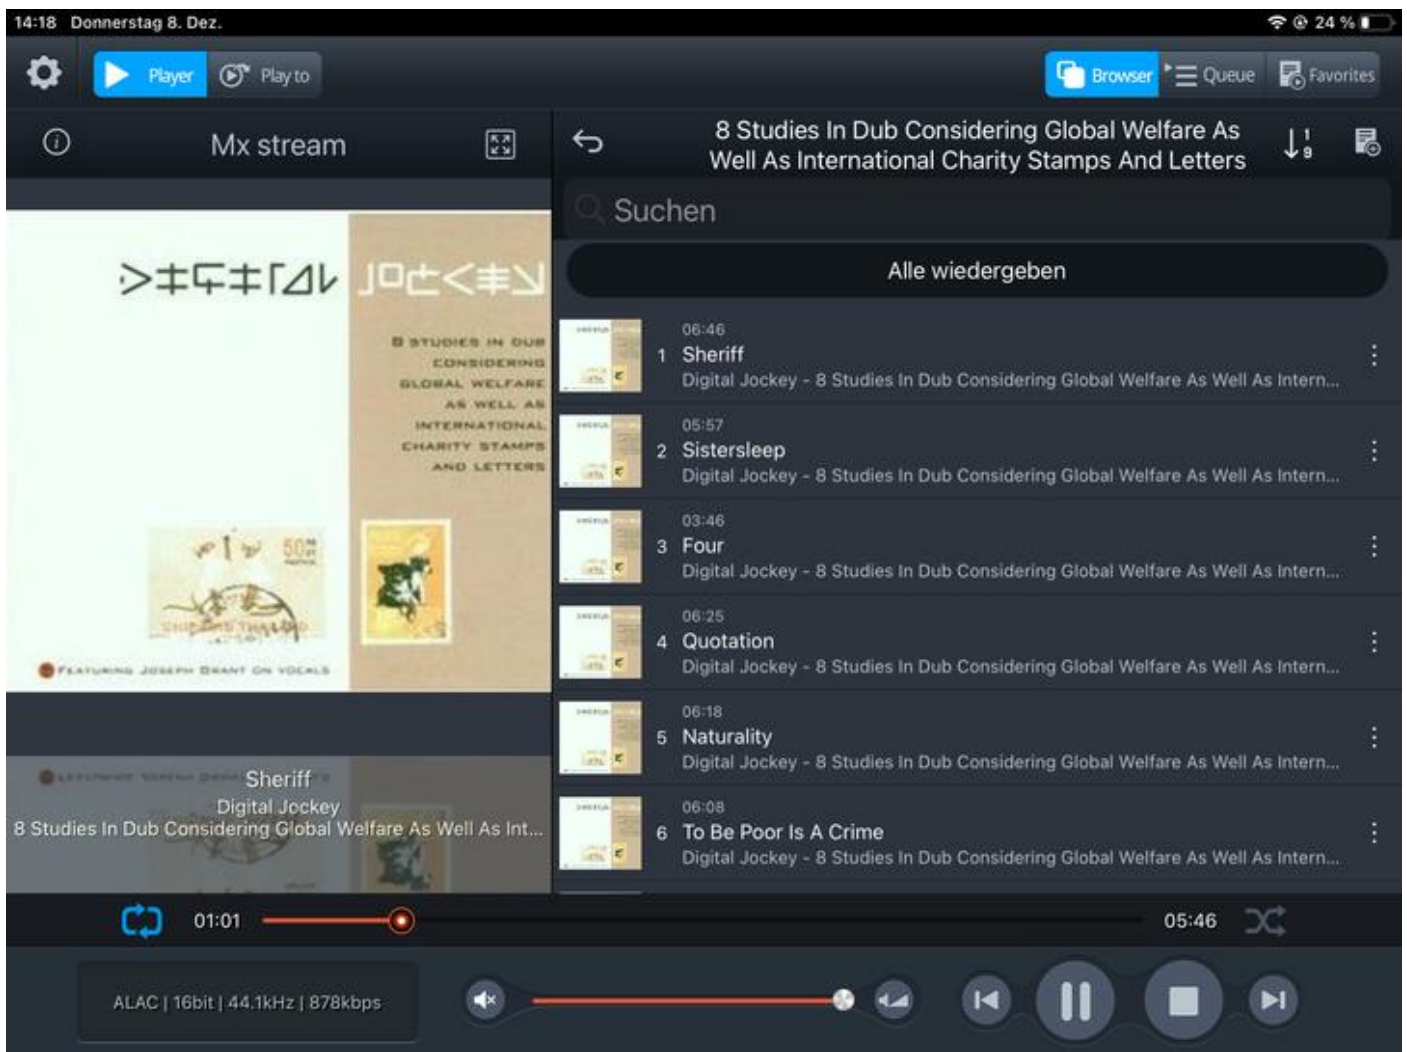 14:18 Donnerstag 8. Dez.
24 %
Player
Play to
Browser
Queue
Favorites
Mx stream
8 STUDIES IN DUB
CONSIDERING
GLOBAL WELFARE
AS WELL AS
INTERNATIONAL
CHARITY STAMPS
AND LETTERS
50
FEATURING JOSEPH BRANT ON VOCALS
Sheriff
Digital Jockey
8 Studies In Dub Considering Global Welfare As Well As Int...
8 Studies In Dub Considering Global Welfare As
Well As International Charity Stamps And Letters
Suchen
Alle wiedergeben
06:46
1 Sheriff
Digital Jockey - 8 Studies In Dub Considering Global Welfare As Well As Intern...
05:57
2 Sistersleep
Digital Jockey - 8 Studies In Dub Considering Global Welfare As Well As Intern...
03:46
3 Four
Digital Jockey - 8 Studies In Dub Considering Global Welfare As Well As Intern...
06:25
4 Quotation
Digital Jockey - 8 Studies In Dub Considering Global Welfare As Well As Intern...
06:18
5 Naturality
Digital Jockey - 8 Studies In Dub Considering Global Welfare As Well As Intern...
06:08
6 To Be Poor Is A Crime
Digital Jockey - 8 Studies In Dub Considering Global Welfare As Well As Intern...
01:01
05:46
ALAC | 16bit | 44.1kHz | 878kbps